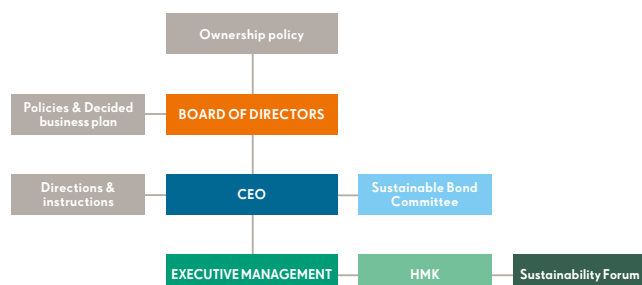 Ownership policy
Policies & Decided
business plan
BOARD OF DIRECTORS
Directions &
instructions
CEO
Sustainable Bond
Committee
EXECUTIVE MANAGEMENT
HMK
Sustainability Forum